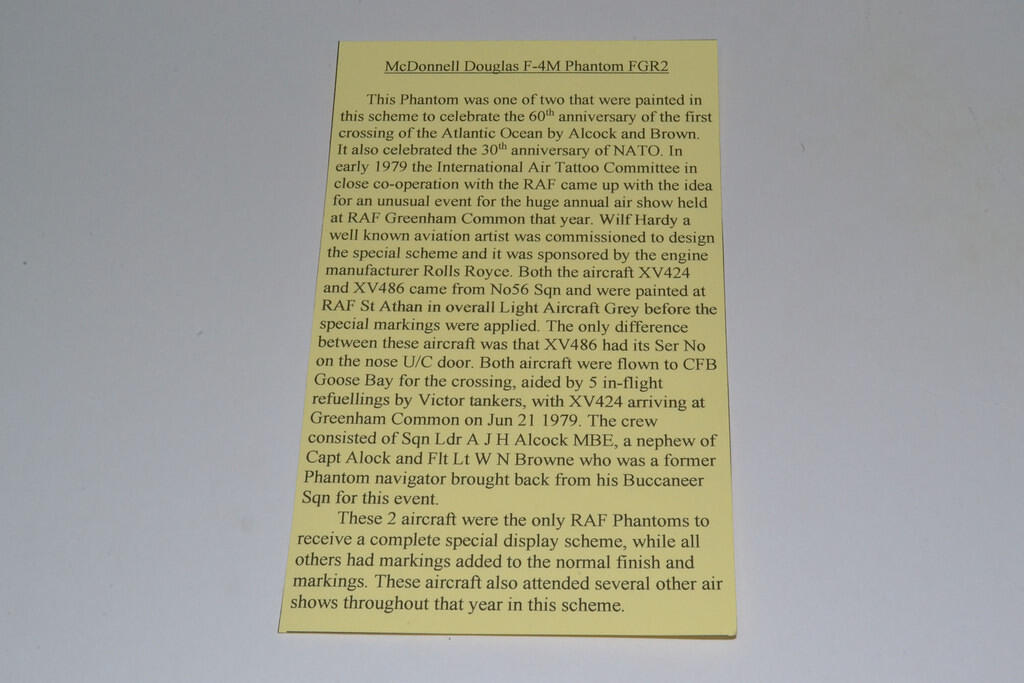 McDonnell Douglas F-4M Phantom FGR2
This Phantom was one of two that were painted in
this scheme to celebrate the 60th anniversary of the first
crossing of the Atlantic Ocean by Alcock and Brown.
It also celebrated the 30th anniversary of NATO. In
early 1979 the International Air Tattoo Committee in
close co-operation with the RAF came up with the idea
for an unusual event for the huge annual air show held
at RAF Greenham Common that year. Wilf Hardy a
well known aviation artist was commissioned to design
the special scheme and it was sponsored by the engine
manufacturer Rolls Royce. Both the aircraft XV424
and XV486 came from No56 Sqn and were painted at
RAF St Athan in overall Light Aircraft Grey before the
special markings were applied. The only difference
between these aircraft was that XV486 had its Ser No
on the nose U/C door. Both aircraft were flown to CFB
Goose Bay for the crossing, aided by 5 in-flight
refuellings by Victor tankers, with XV424 arriving at
Greenham Common on Jun 21 1979. The crew
consisted of Sqn Ldr A J H Alcock MBE, a nephew of
Capt Alock and Flt Lt W N Browne who was a former
Phantom navigator brought back from his Buccaneer
Sqn for this event.
These 2 aircraft were the only RAF Phantoms to
receive a complete special display scheme, while all
others had markings added to the normal finish and
markings. These aircraft also attended several other air
shows throughout that year in this scheme.